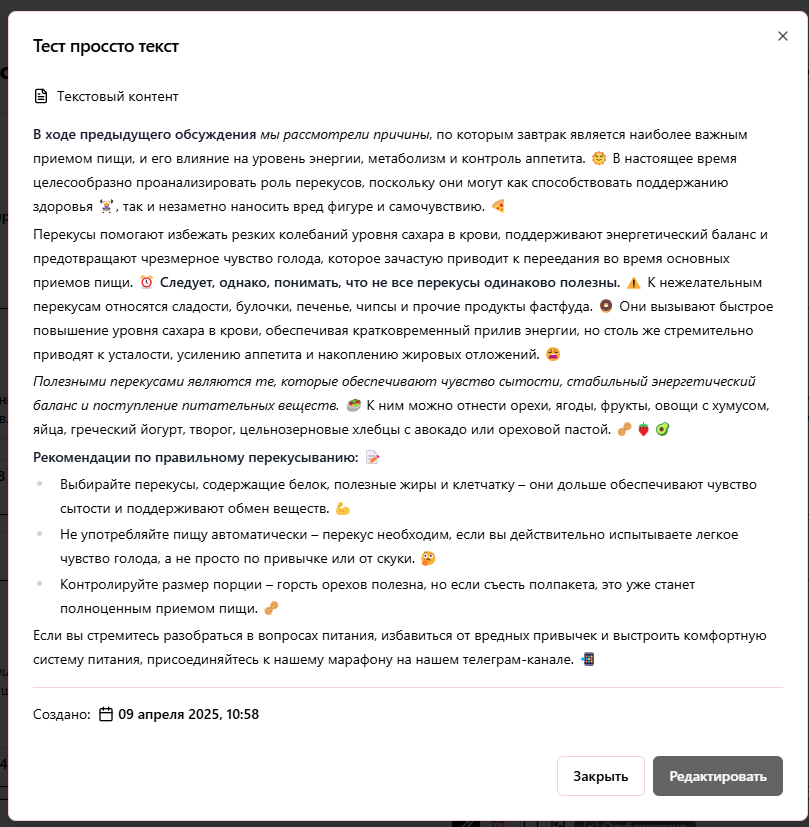 Тест проссто текст
Текстовый контент
В ходе предыдущего обсуждения мы рассмотрели причины, по которым завтрак является наиболее важным
приемом пищи, и его влияние на уровень энергии, метаболизм и контроль аппетита. 🌞 В настоящее время
целесообразно проанализировать роль перекусов, поскольку они могут как способствовать поддержанию
здоровья 🏋️‍♀️, так и незаметно наносить вред фигуре и самочувствию. 🍕
Перекусы помогают избежать резких колебаний уровня сахара в крови, поддерживают энергетический баланс и
предотвращают чрезмерное чувство голода, которое зачастую приводит к переедания во время основных
приемов пищи. ⏰ Следует, однако, понимать, что не все перекусы одинаково полезны. ⚠️ К нежелательным
перекусам относятся сладости, булочки, печенье, чипсы и прочие продукты фастфуда. 🍩 Они вызывают быстрое
повышение уровня сахара в крови, обеспечивая кратковременный прилив энергии, но столь же стремительно
приводят к усталости, усилению аппетита и накоплению жировых отложений. 😫
Полезными перекусами являются те, которые обеспечивают чувство сытости, стабильный энергетический
баланс и поступление питательных веществ. 🥗 К ним можно отнести орехи, ягоды, фрукты, овощи с хумусом,
яйца, греческий йогурт, творог, цельнозерновые хлебцы с авокадо или ореховой пастой. 🥜 🍓 🥑
Рекомендации по правильному перекусыванию: 📝
Выбирайте перекусы, содержащие белок, полезные жиры и клетчатку – они дольше обеспечивают чувство
сытости и поддерживают обмен веществ. 💪
Не употребляйте пищу автоматически – перекус необходим, если вы действительно испытываете легкое
чувство голода, а не просто по привычке или от скуки. 🤔
Контролируйте размер порции – горсть орехов полезна, но если съесть полпакета, это уже станет
полноценным приемом пищи. 🥜
Если вы стремитесь разобраться в вопросах питания, избавиться от вредных привычек и выстроить комфортную
систему питания, присоединяйтесь к нашему марафону на нашем телеграм-канале. 📲
Создано: 09 апреля 2025, 10:58
Закрыть Редактировать